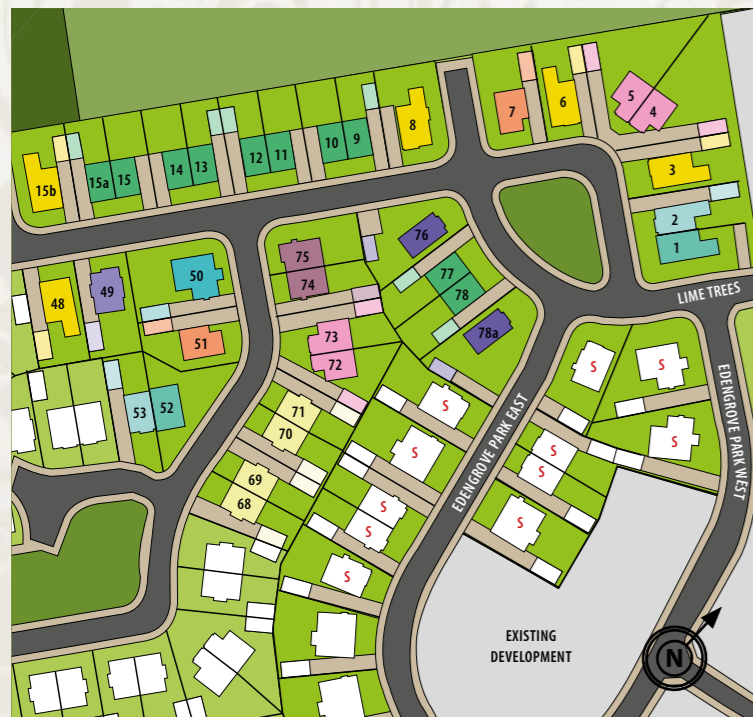 5
4
6
7
8
10
9
12
11
14
13
15a
15
15b
3
2
1
LIME TREES
76
77
78
78a
75
74
73
72
50
51
49
48
53
52
71
70
69
68
S
S
S
S
S
S
S
S
S
S
S
EDENGROVE PARK EAST
EDENGROVE PARK WEST
EXISTING
DEVELOPMENT
N